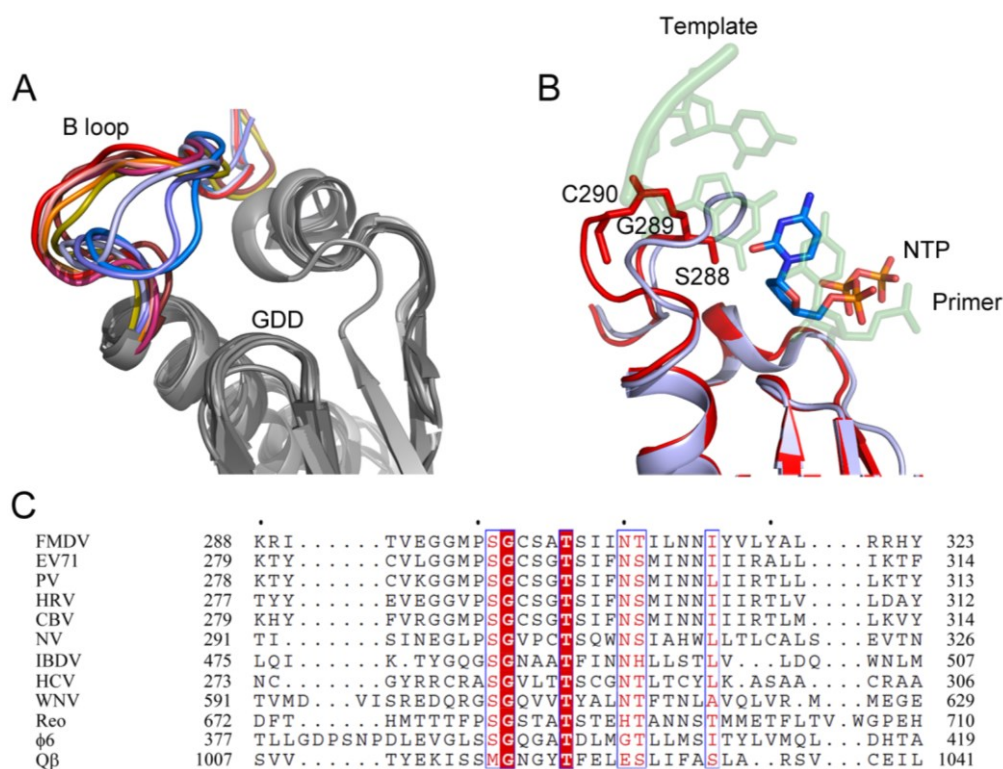 Template
A
B
B loop
C290
G289
S288
NTP
Primer
GDD
C
FMDV 288 KRI......TVEGGMPSGCSATSIINTILNNIYVLYAL....RRHY 323
EV71 279 KTY......CVLGGMPSGCSGTSIFNSMINNIIIRALL....IKTF 314
PV 278 KTY......CVKGGMPSGCSGTSIFNSMINNLIIRTLL....LKTY 313
HRV 277 TYY......EVEGGVPSGCSGTSIFNSMINNIIIRTLV....LDAY 312
CBV 279 KHY......FVRGGMPSGCSGTSIFNSMINNIIIRTLM....LKVY 314
NV 291 TI.......SINEGLPSGVPCTSQWNSIAHWLLTLCALS...EVTN 326
IBDV 475 LQI.....K.TYGQGSGNAATFINNHLLSTLV...LDQ...WNLM 507
HCV 273 NC.......GYRRCRASGVLTTSCGNTLTCYLKASAA.....CRAA 306
WNV 591 TVMD..VISREDQRGSGQVVTYALNTFTNLAVQLVR.M...MEGE 629
Reo 672 DFT......HMTTTFPSGSTATSTEHTANNSTMMETFLTV.WGPEH 710
ϕ6 377 TLLGDPSNPDLEVGLSSGQGATDLMGTLLMSITYLVMQL...DHTA 419
Qβ 1007 SVV......TYEKISSMGNGYTFELESLIFASLA...RSV...CEI 1041